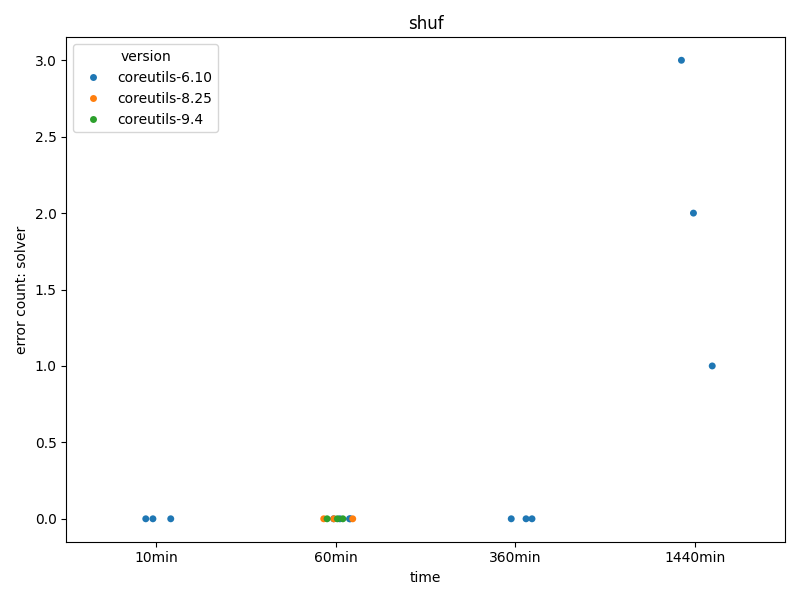 shuf
version
coreutils-6.10
coreutils-8.25
coreutils-9.4
error count: solver
3.0
2.5
2.0
1.5
1.0
0.5
0.0
10min 60min 360min 1440min
time